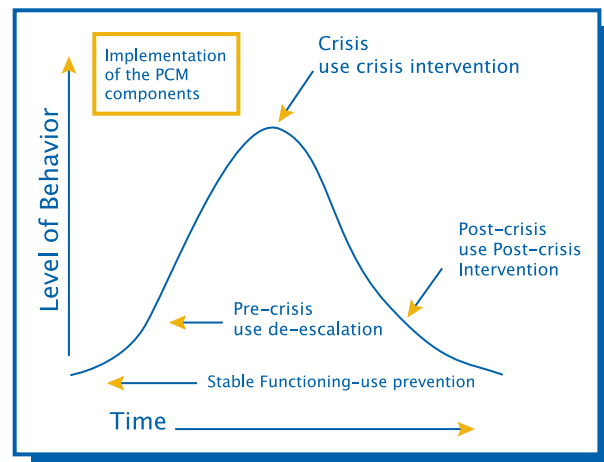 Implementation
of the PCM
components
Crisis
use crisis intervention
Level of Behavior
Post-crisis
use Post-crisis
Intervention
Pre-crisis
use de-escalation
Stable Functioning-use prevention
Time